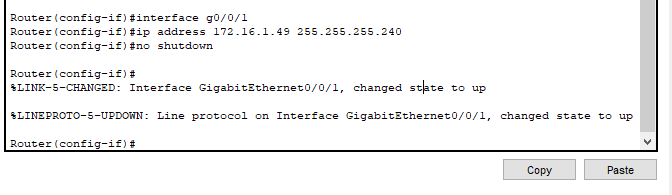 Router(config-if)#interface g0/0/1
Router(config-if)#ip address 172.16.1.49 255.255.255.240
Router(config-if)#no shutdown
Router(config-if)#
%LINK-5-CHANGED: Interface GigabitEthernet0/0/1, changed state to up
%LINEPROTO-5-UPDOWN: Line protocol on Interface GigabitEthernet0/0/1, changed state to up
Router(config-if)#
Copy
Paste